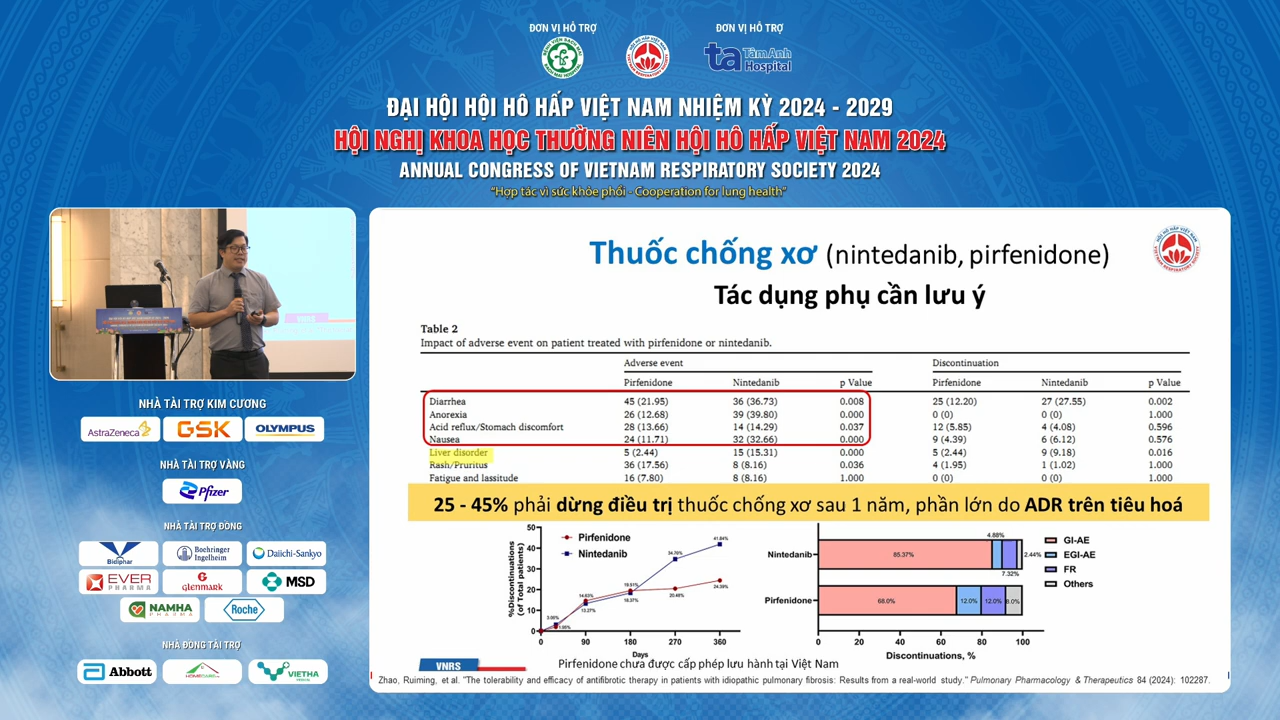 ĐƠN VỊ HỖ TRỢ
ĐƠN VỊ HỖ TRỢ
ta TâmAnh Hospital
ĐẠI HỘI HỘI HÔ HẤP VIỆT NAM NHIỆM KỲ 2024 - 2029
HỘI NGHỊ KHOA HỌC THƯỜNG NIÊN HỘI HÔ HẤP VIỆT NAM 2024
ANNUAL CONGRESS OF VIETNAM RESPIRATORY SOCIETY 2024
"Hợp tác vì sức khỏe phổi - Cooperation for lung health"
NHÀ TÀI TRỢ KIM CƯƠNG
AstraZeneca GSK OLYMPUS
NHÀ TÀI TRỢ VÀNG
Pfizer
NHÀ TÀI TRỢ ĐỒNG
Bidiphar Boehringer Ingelheim Daiichi-Sankyo
EVER PHARMA GLENMARK MSD
NAMHA PHARMA Roche
NHÀ ĐỒNG TÀI TRỢ
Abbott VIETHA
Thuốc chống xơ (nintedanib, pirfenidone)
Tác dụng phụ cần lưu ý
Table 2
Impact of adverse event on patient treated with pirfenidone or nintedanib.
Adverse event Discontinuation
Pirfenidone Nintedanib p Value Pirfenidone Nintedanib p Value
Diarrhea 45 (21.95) 36 (36.73) 0.008 25 (12.20) 27 (27.55) 0.002
Anorexia 26 (12.68) 39 (39.80) 0.000 0 (0) 0 (0) 1.000
Acid reflux/Stomach discomfort 28 (13.66) 14 (14.29) 0.037 12 (5.85) 4 (4.08) 0.596
Nausea 24 (11.71) 32 (32.66) 0.000 9 (4.39) 6 (6.12) 0.576
Liver disorder 5 (2.44) 15 (15.31) 0.000 5 (2.44) 9 (9.18) 0.016
Rash/Pruritus 36 (17.56) 8 (8.16) 0.036 4 (1.95) 1 (1.02) 1.000
Fatigue and lassitude 16 (7.80) 8 (8.16) 1.000 0 (0) 0 (0) 1.000
25 - 45% phải dừng điều trị thuốc chống xơ sau 1 năm, phần lớn do ADR trên tiêu hoá
%Discontinuations
(of Total patients)
50
40
30
20
10
0
Pirfenidone
Nintedanib
14.63%
13.27%
19.51%
18.37%
34.70%
20.49%
41.84%
24.39%
0 90 180 270 360
Days
Nintedanib 85.37% 4.88% 7.32% 2.44%
Pirfenidone 68.0% 12.0% 12.0% 8.0%
0 20 40 60 80 100
Discontinuations, %
GI-AE
EGI-AE
FR
Others
VNRS
Pirfenidone chưa được cấp phép lưu hành tại Việt Nam
Zhao, Ruiming, et al. "The tolerability and efficacy of antifibrotic therapy in patients with idiopathic pulmonary fibrosis: Results from a real-world study." Pulmonary Pharmacology & Therapeutics 84 (2024): 102287.